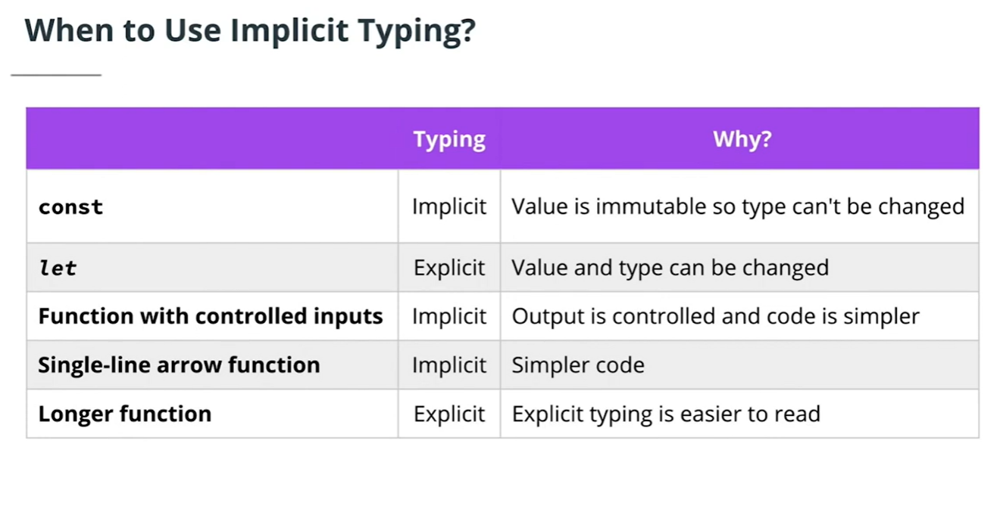 When to Use Implicit Typing?
Typing Why?
const Implicit Value is immutable so type can't be changed
let Explicit Value and type can be changed
Function with controlled inputs Implicit Output is controlled and code is simpler
Single-line arrow function Implicit Simpler code
Longer function Explicit Explicit typing is easier to read